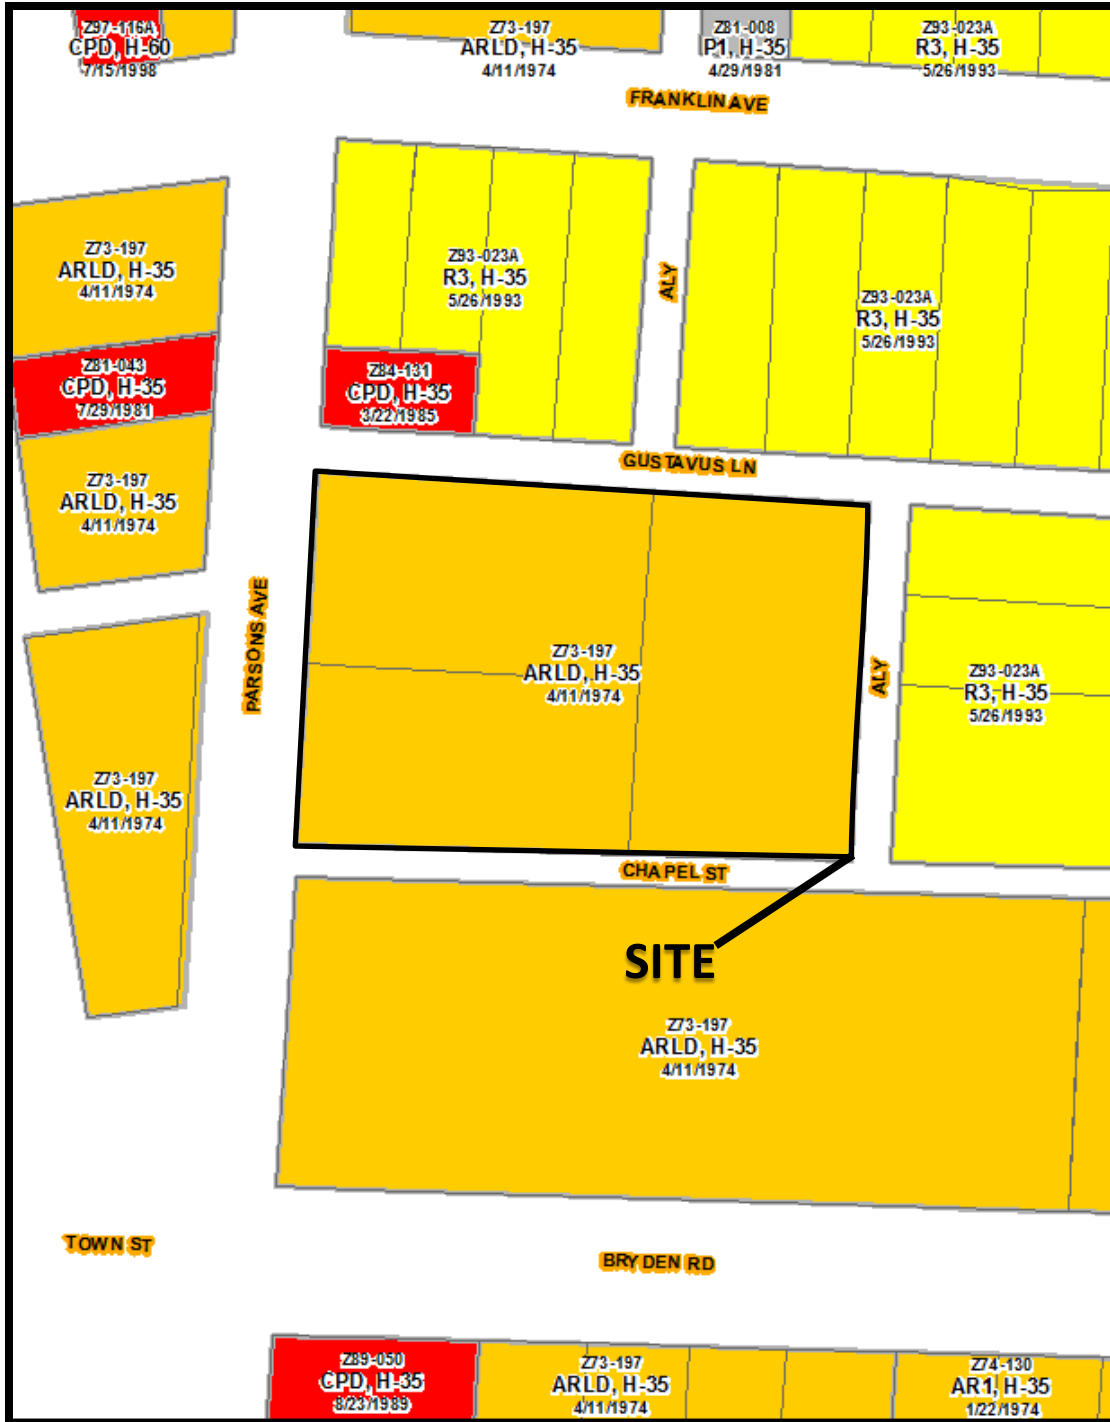 Z97-116A
CPD, H-60
7/15/1998
Z73-197
ARLD, H-35
4/11/1974
Z81-008
P1, H-35
4/29/1981
Z93-023A
R3, H-35
5/26/1993
FRANKLIN AVE
Z73-197
ARLD, H-35
4/11/1974
Z93-023A
R3, H-35
5/26/1993
ALY
Z93-023A
R3, H-35
5/26/1993
Z81-043
CPD, H-35
7/29/1981
Z84-131
CPD, H-35
3/22/1985
GUSTAVUS LN
Z73-197
ARLD, H-35
4/11/1974
PARSONS AVE
Z73-197
ARLD, H-35
4/11/1974
ALY
Z93-023A
R3, H-35
5/26/1993
Z73-197
ARLD, H-35
4/11/1974
CHAPEL ST
SITE
Z73-197
ARLD, H-35
4/11/1974
TOWN ST
BRYDEN RD
Z89-050
CPD, H-35
8/23/1989
Z73-197
ARLD, H-35
4/11/1974
Z74-130
AR1, H-35
1/22/1974